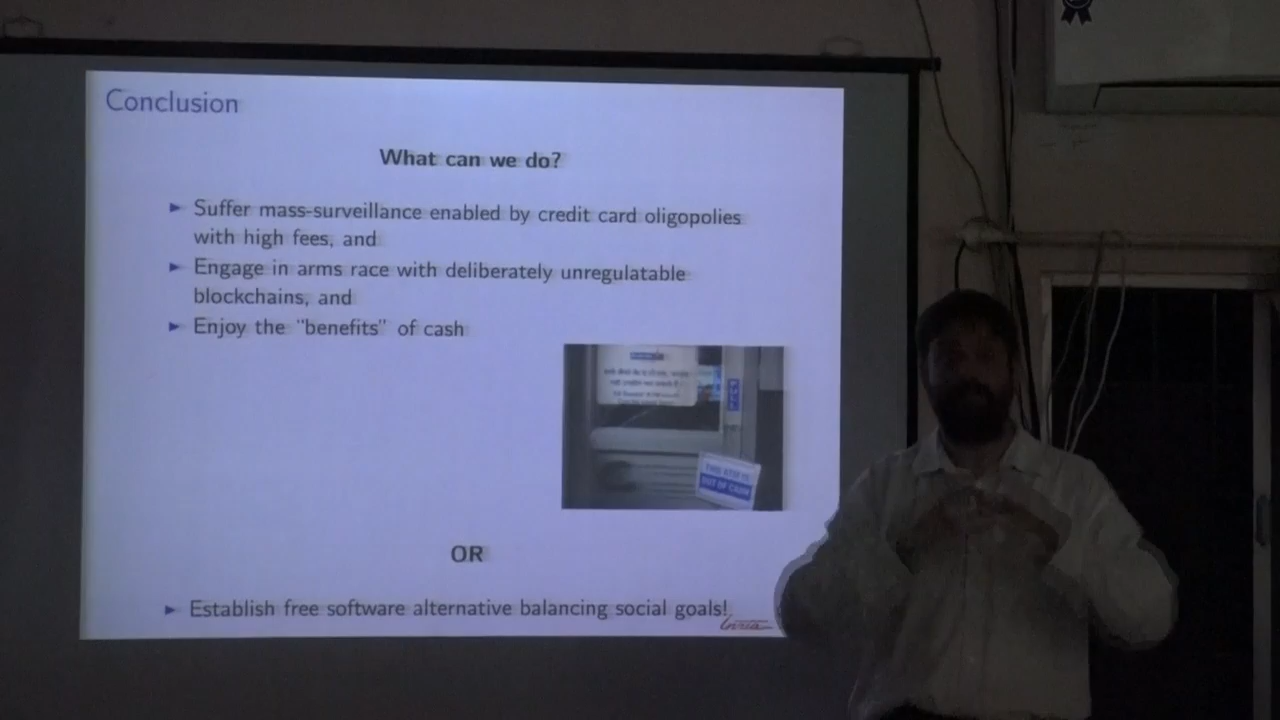 Conclusion
What can we do?
Suffer mass-surveillance enabled by credit card oligopolies
with high fees, and
Engage in arms race with deliberately unregulatable
blockchains, and
Enjoy the “benefits” of cash
THIS ATM IS
OUT OF CASH
OR
Establish free software alternative balancing social goals!
Inria